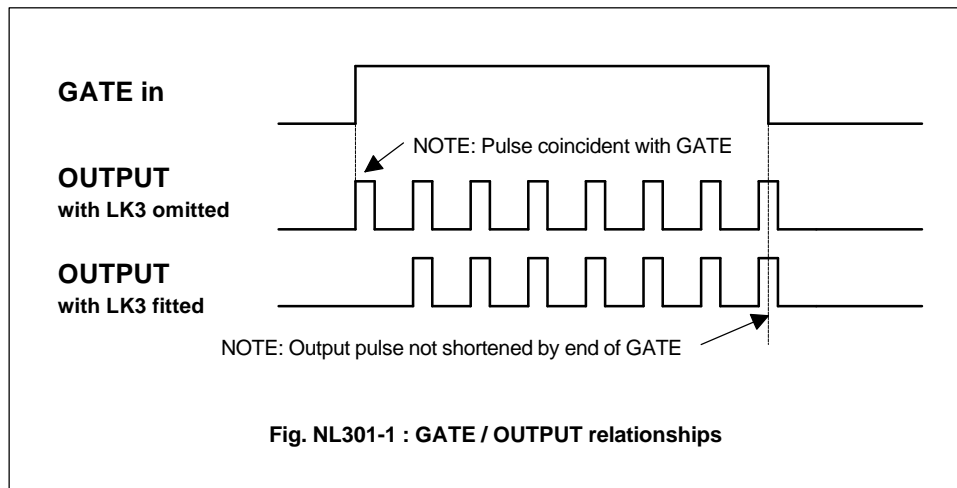 GATE in
NOTE: Pulse coincident with GATE
OUTPUT
with LK3 omitted
OUTPUT
with LK3 fitted
NOTE: Output pulse not shortened by end of GATE
Fig. NL301-1 : GATE / OUTPUT relationships